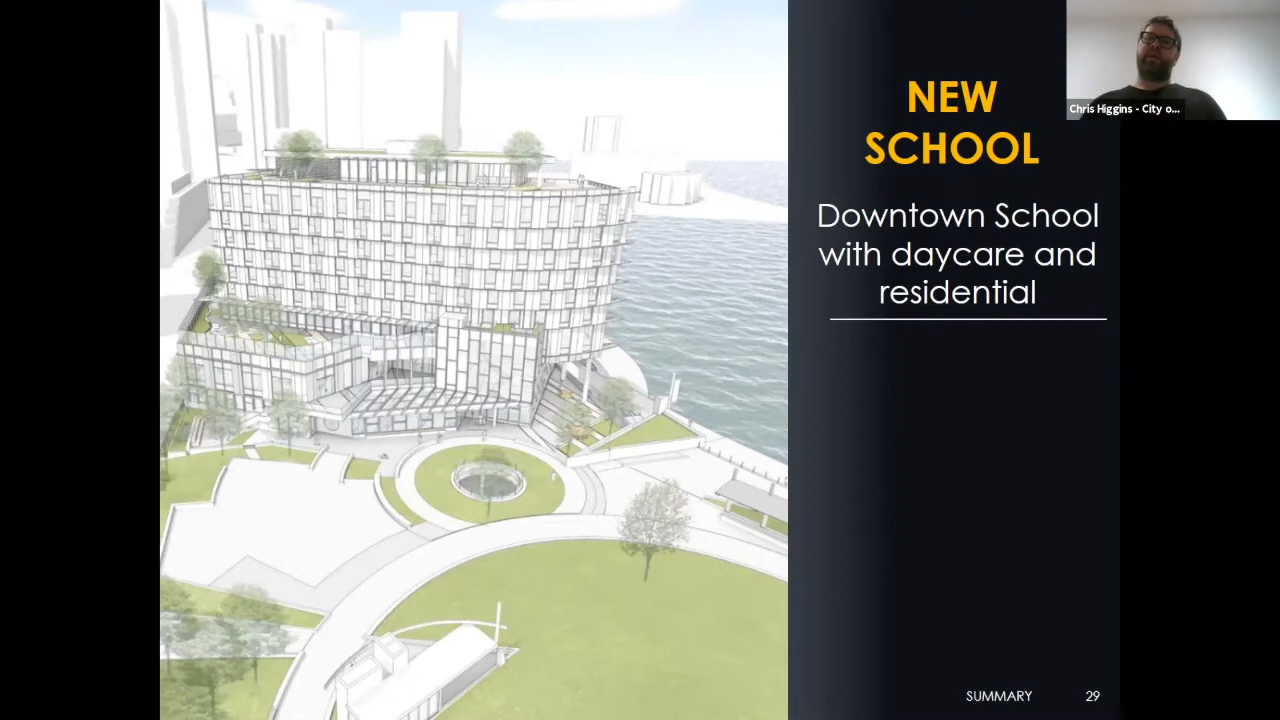 NEW
SCHOOL
Chris Higgins - City o...
Downtown School
with daycare and
residential
SUMMARY 29